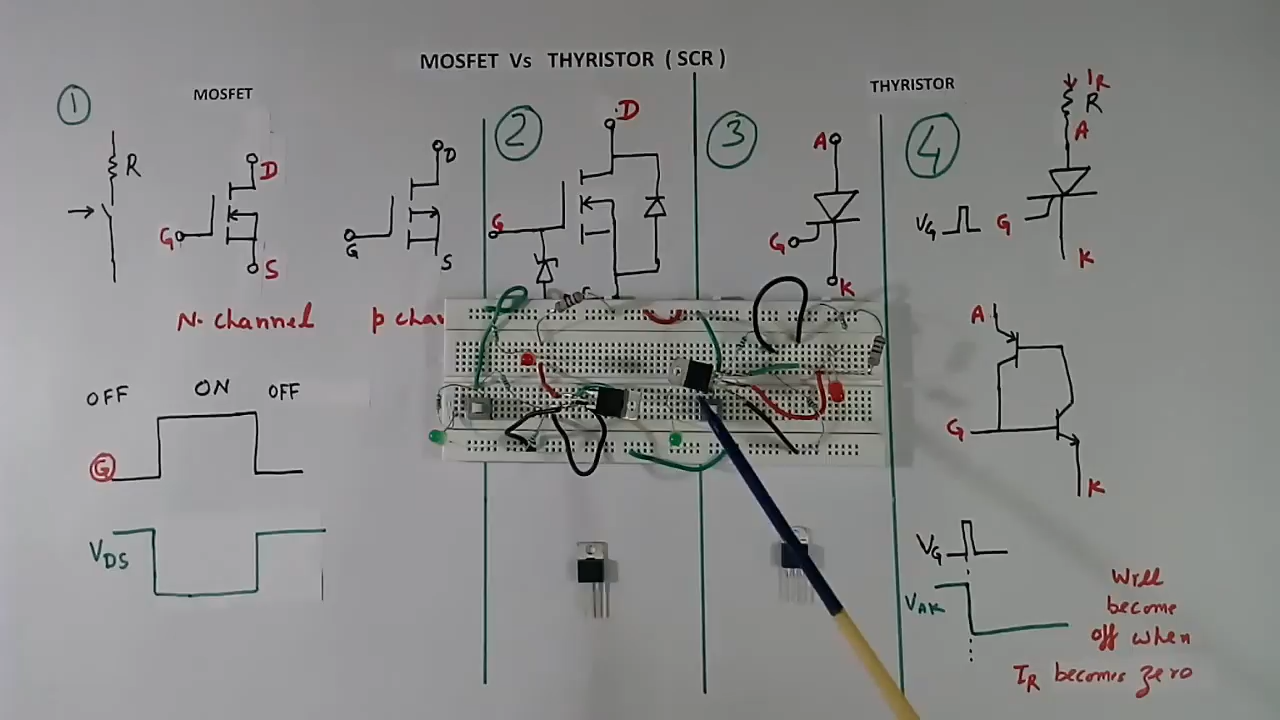 MOSFET Vs THYRISTOR ( SCR )
1
MOSFET
R
D
G
S
N- channel
D
G
S
p chan
OFF ON OFF
G
VDS
2
D
G
3
A
G
K
THYRISTOR
4
IR
R
A
VG
G
K
A
G
K
VG
VAK
Will
become
off when
IR becomes zero